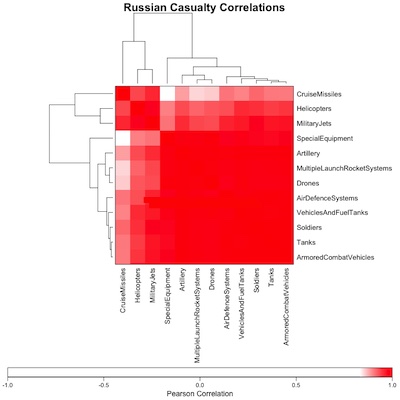 Russian Casualty Correlations
CruiseMissiles
Helicopters
MilitaryJets
SpecialEquipment
Artillery
MultipleLaunchRocketSystems
Drones
AirDefenceSystems
VehiclesAndFuelTanks
Soldiers
Tanks
ArmoredCombatVehicles
CruiseMissiles
Helicopters
MilitaryJets
SpecialEquipment
Artillery
MultipleLaunchRocketSystems
Drones
AirDefenceSystems
VehiclesAndFuelTanks
Soldiers
Tanks
ArmoredCombatVehicles
-1.0 -0.5 0.0 0.5 1.0
Pearson Correlation